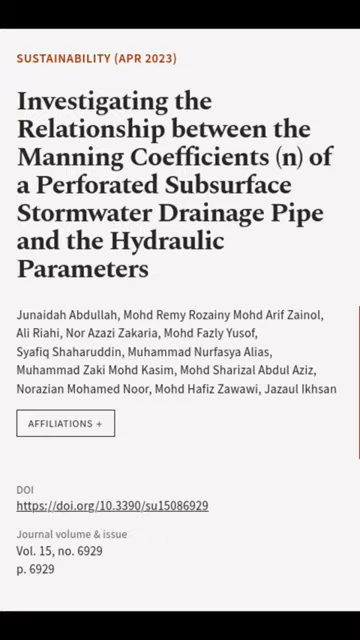 SUSTAINABILITY (APR 2023)
Investigating the
Relationship between the
Manning Coefficients (n) of
a Perforated Subsurface
Stormwater Drainage Pipe
and the Hydraulic
Parameters
Junaidah Abdullah, Mohd Remy Rozainy Mohd Arif Zainol,
Ali Riahi, Nor Azazi Zakaria, Mohd Fazly Yusof,
Syafiq Shaharuddin, Muhammad Nurfasya Alias,
Muhammad Zaki Mohd Kasim, Mohd Sharizal Abdul Aziz,
Norazian Mohamed Noor, Mohd Hafiz Zawawi, Jazaul Ikhsan
AFFILIATIONS +
DOI
https://doi.org/10.3390/su15086929
Journal volume & issue
Vol. 15, no. 6929
p. 6929